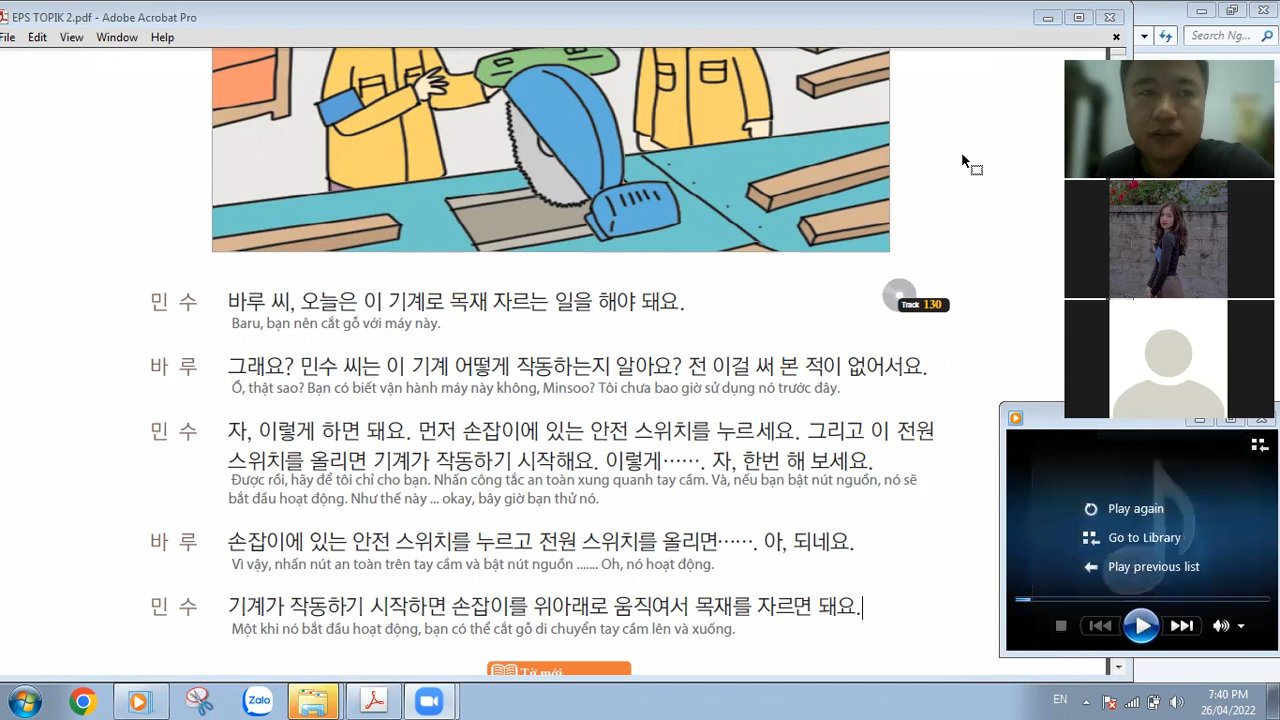 EPS TOPIK 2.pdf - Adobe Acrobat Pro
File Edit View Window Help
Search Ng...
민 수 바루 씨, 오늘은 이 기계로 목재 자르는 일을 해야 돼요.
Track 130
Baru, bạn nên cắt gỗ với máy này.
바 루 그래요? 민수 씨는 이 기계 어떻게 작동하는지 알아요? 전 이걸 써 본 적이 없어서요.
Ồ, thật sao? Bạn có biết vận hành máy này không, Minsoo? Tôi chưa bao giờ sử dụng nó trước đây.
민 수 자, 이렇게 하면 돼요. 먼저 손잡이에 있는 안전 스위치를 누르세요. 그리고 이 전원
스위치를 올리면 기계가 작동하기 시작해요. 이렇게……. 자, 한번 해 보세요.
Được rồi, hãy để tôi chỉ cho bạn. Nhấn công tắc an toàn xung quanh tay cầm. Và, nếu bạn bật nút nguồn, nó sẽ
bắt đầu hoạt động. Như thế này ... okay, bây giờ bạn thử nó.
바 루 손잡이에 있는 안전 스위치를 누르고 전원 스위치를 올리면……. 아, 되네요.
Vì vậy, nhấn nút an toàn trên tay cầm và bật nút nguồn ....... Oh, nó hoạt động.
민 수 기계가 작동하기 시작하면 손잡이를 위아래로 움직여서 목재를 자르면 돼요.
Một khi nó bắt đầu hoạt động, bạn có thể cắt gỗ di chuyển tay cầm lên và xuống.
Từ mới
Play again
Go to Library
Play previous list
Zalo
EN
7:40 PM
26/04/2022